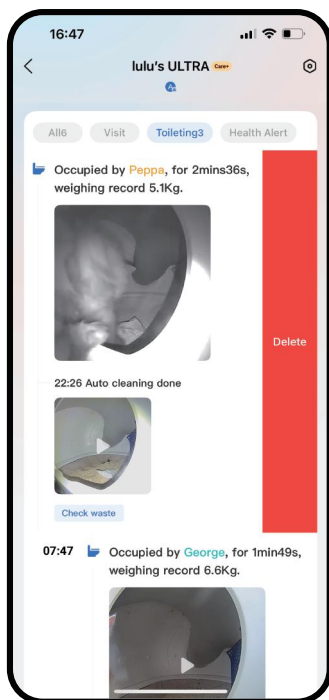 16:47
lulu's ULTRA Care+
All6 Visit Toileting3 Health Alert
Occupied by Peppa, for 2mins36s,
weighing record 5.1Kg.
Delete
22:26 Auto cleaning done
Check waste
07:47 Occupied by George, for 1min49s,
weighing record 6.6Kg.